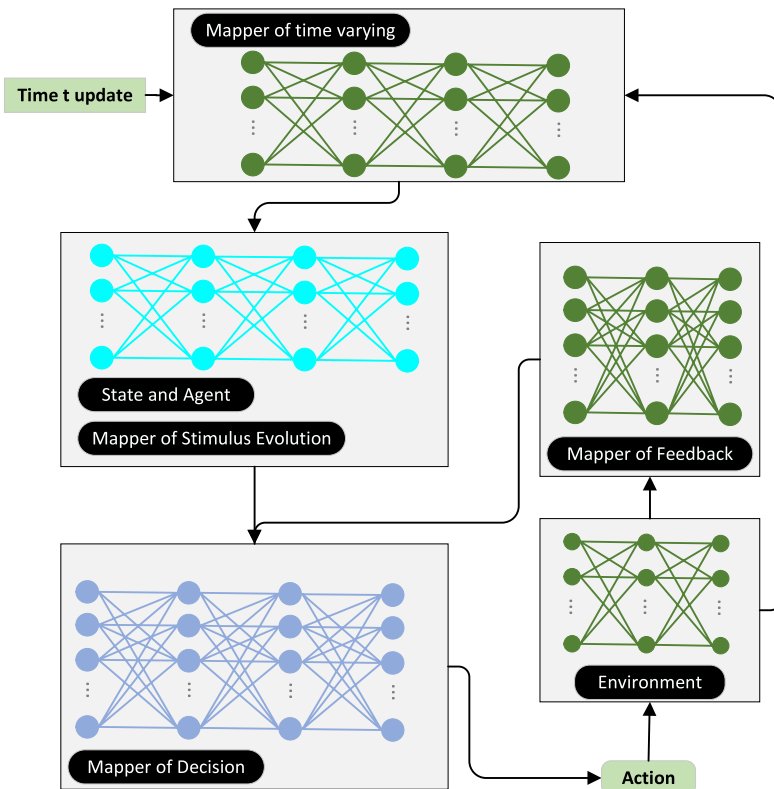 Mapper of time varying
Time t update
State and Agent
Mapper of Stimulus Evolution
Mapper of Feedback
Environment
Mapper of Decision
Action